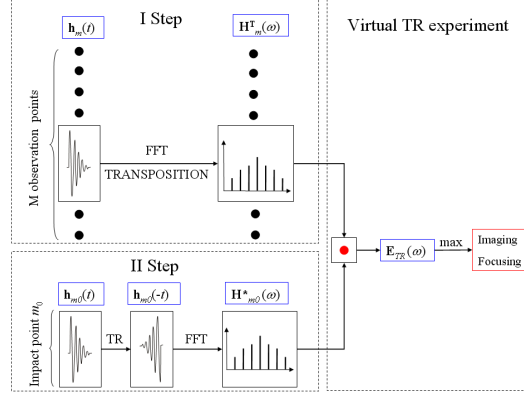 I Step
Virtual TR experiment
h_m(t)
H^T_m(ω)
M observation points
FFT
TRANSPOSITION
E_TR(ω)
max
Imaging
Focusing
II Step
h_m0(t)
h_m0(-t)
H*_m0(ω)
Impact point m_0
TR
FFT